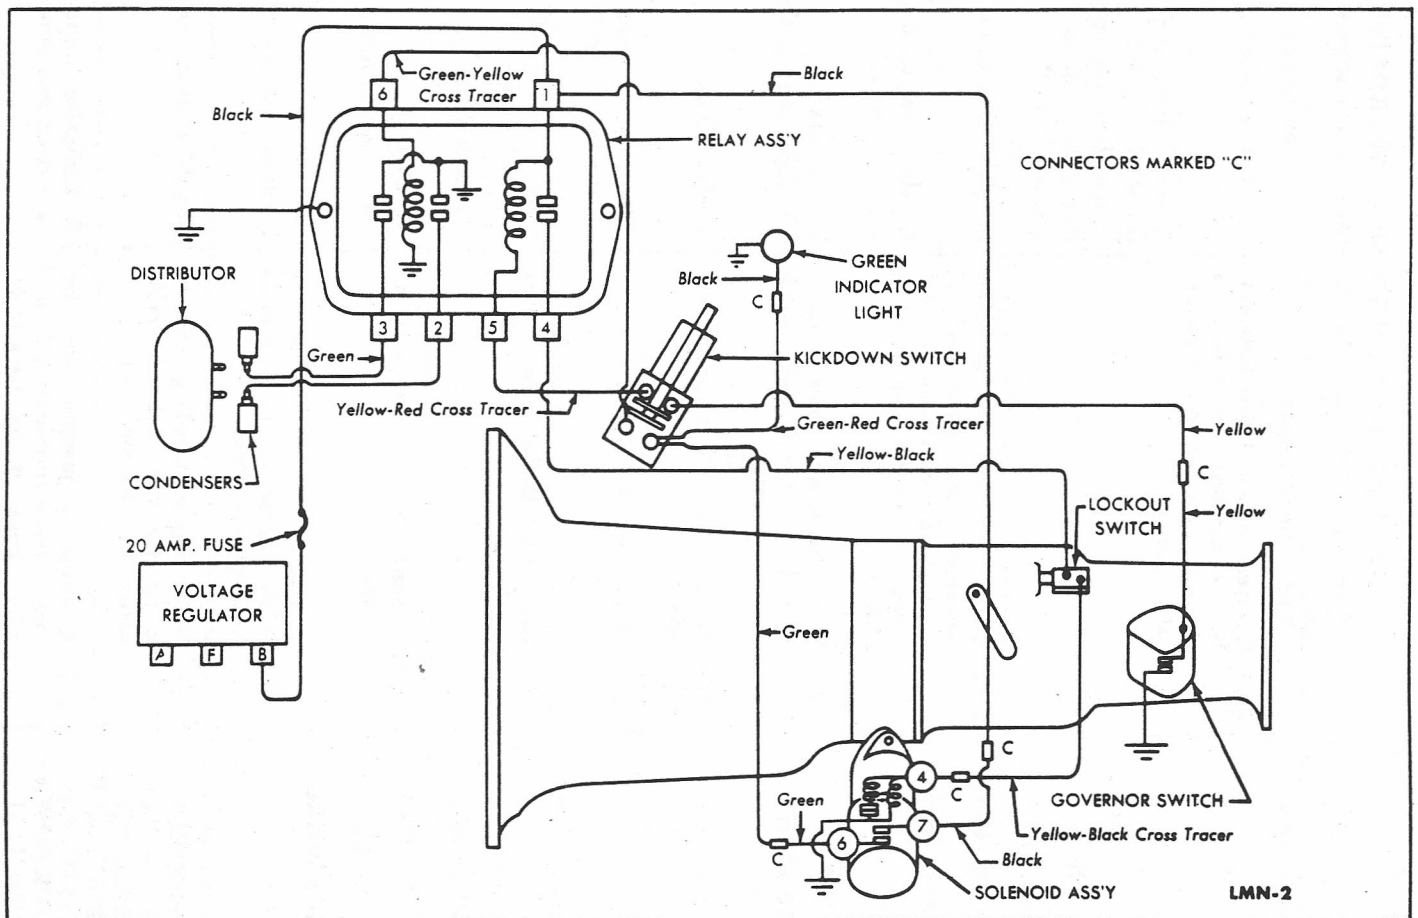 Green-Yellow
Cross Tracer
Black
6
1
Black
RELAY ASS'Y
CONNECTORS MARKED "C"
DISTRIBUTOR
Black
GREEN
INDICATOR
LIGHT
C
3
2
5
4
Green
KICKDOWN SWITCH
Yellow-Red Cross Tracer
Green-Red Cross Tracer
Yellow
Yellow-Black
C
CONDENSERS
LOCKOUT
SWITCH
Yellow
20 AMP. FUSE
VOLTAGE
REGULATOR
A
F
B
Green
C
4
C
GOVERNOR SWITCH
Green
7
Yellow-Black Cross Tracer
6
C
Black
SOLENOID ASS'Y
LMN-2